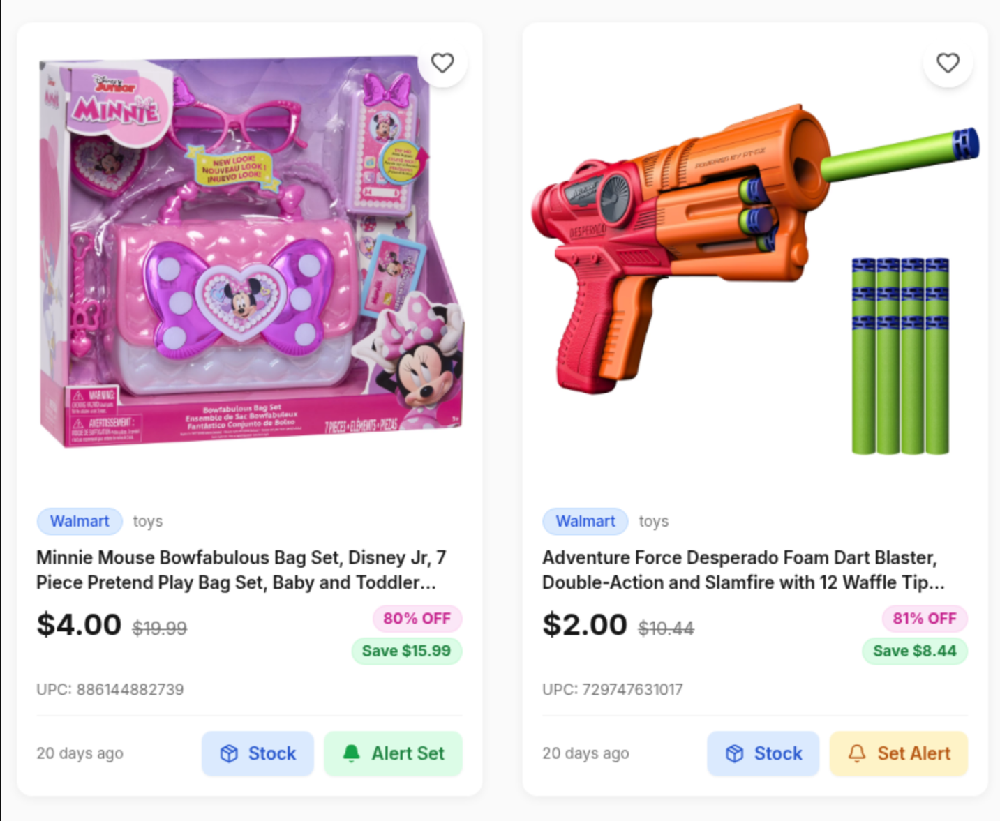 Disney
Junior
MINNIE
NEW LOOK!
NOUVEAU LOOK!
¡NUEVO LOOK!
TRY ME!
WARNING:
AVERTISSEMENT :
Bowfabulous Bag Set
Ensemble de Sac Bowfabuleux
Fantástico Conjunto de Bolso
7 PIECES • ÉLÉMENTS • PIEZAS
3+
Walmart toys
Minnie Mouse Bowfabulous Bag Set, Disney Jr, 7
Piece Pretend Play Bag Set, Baby and Toddler...
$4.00 $19.99
80% OFF
Save $15.99
UPC: 886144882739
20 days ago
Stock
Alert Set
DESPERADO
Walmart toys
Adventure Force Desperado Foam Dart Blaster,
Double-Action and Slamfire with 12 Waffle Tip...
$2.00 $10.44
81% OFF
Save $8.44
UPC: 729747631017
20 days ago
Stock
Set Alert